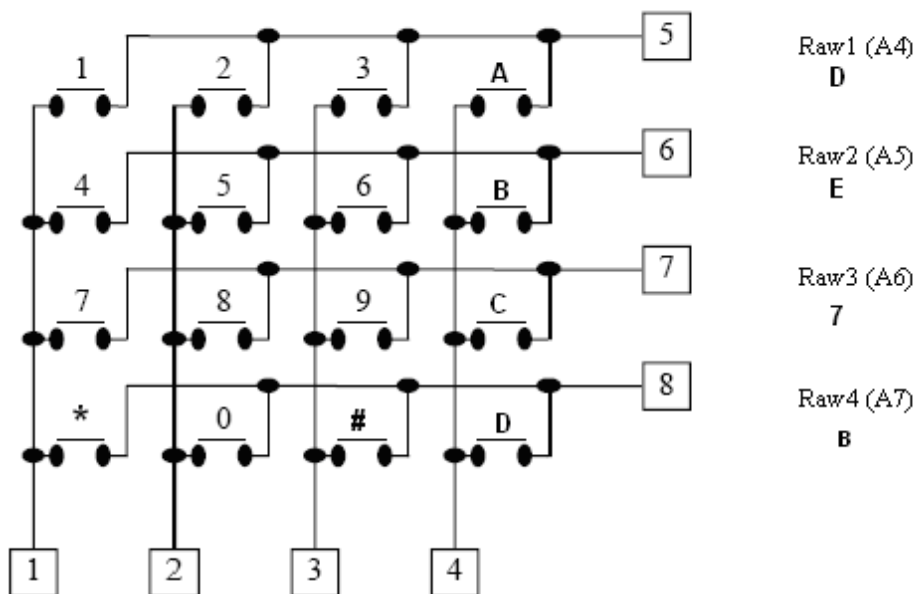 5
Raw1 (A4)
1 2 3 A
D
6
Raw2 (A5)
4 5 6 B
E
7
Raw3 (A6)
7 8 9 C
7
8
Raw4 (A7)
* 0 # D
B
1 2 3 4